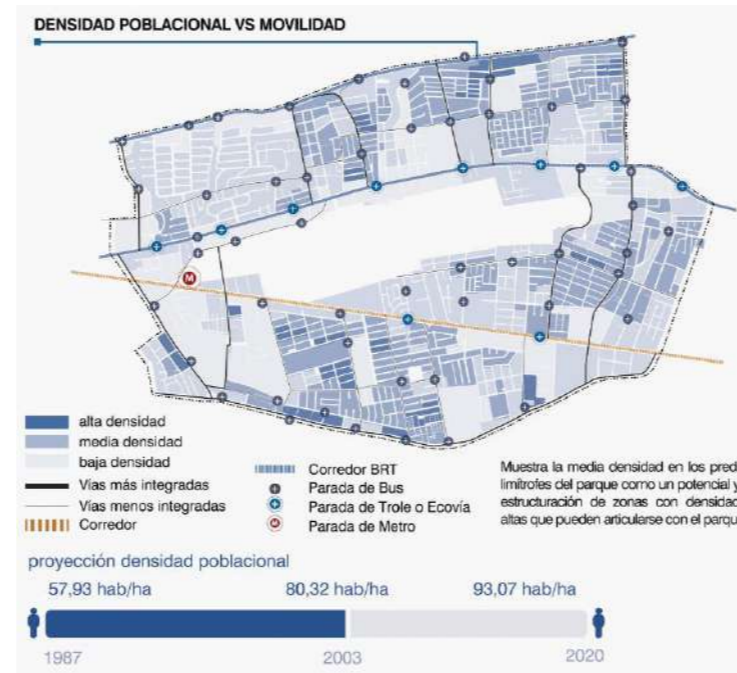 DENSIDAD POBLACIONAL VS MOVILIDAD
M
alta densidad
media densidad
baja densidad
Vías más integradas
Vías menos integradas
Corredor
Corredor BRT
Parada de Bus
Parada de Trole o Ecovía
Parada de Metro
Muestra la media densidad en los pred
limítrofes del parque como un potencial y
estructuración de zonas con densidad
altas que pueden articularse con el parqu
proyección densidad poblacional
57,93 hab/ha 80,32 hab/ha 93,07 hab/ha
1987 2003 2020